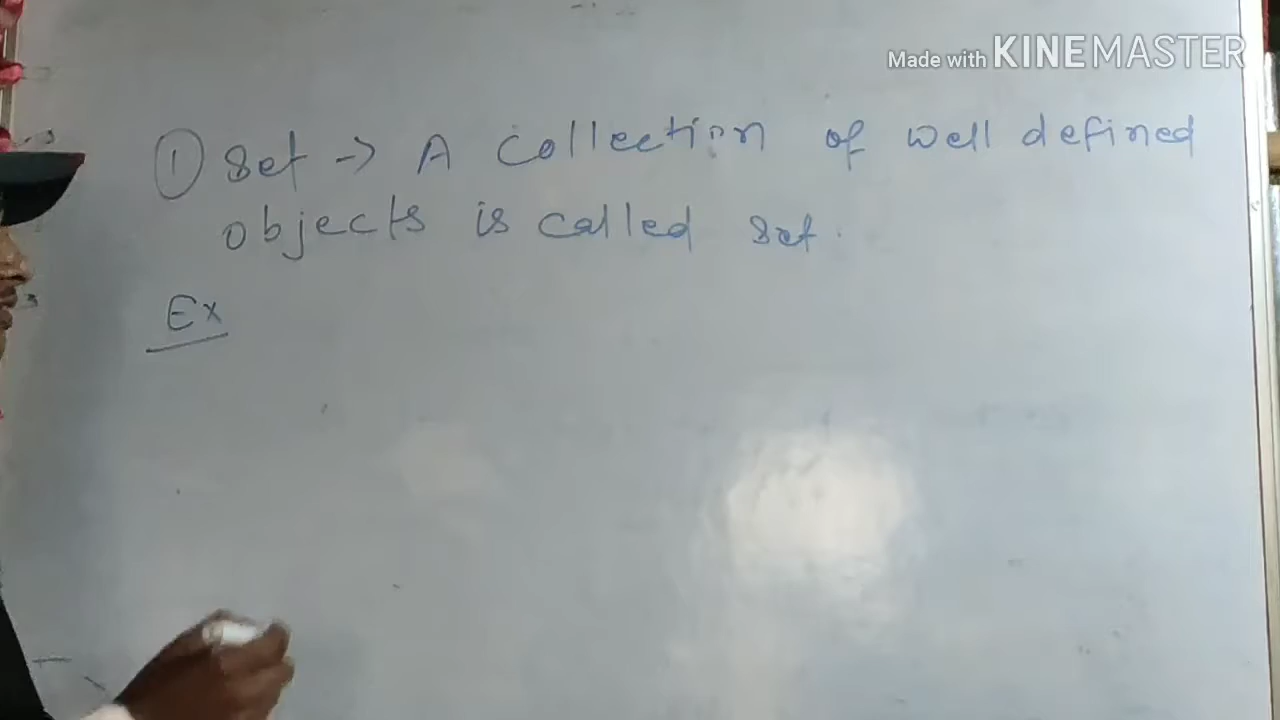 Made with KINEMASTER
① Set -> A collection of well defined
objects is called set.
Ex